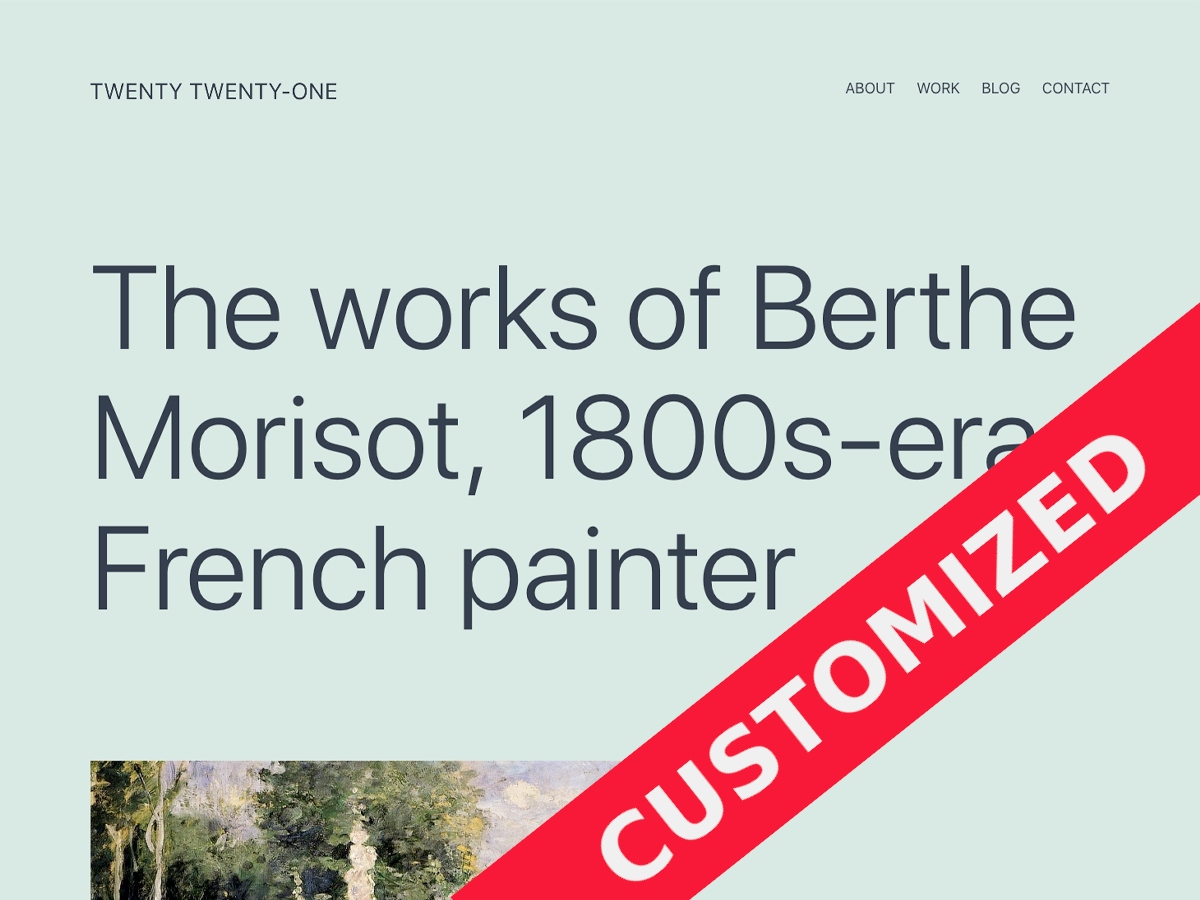 TWENTY TWENTY-ONE
ABOUT WORK BLOG CONTACT
The works of Berthe
Morisot, 1800s-era
French painter
CUSTOMIZED